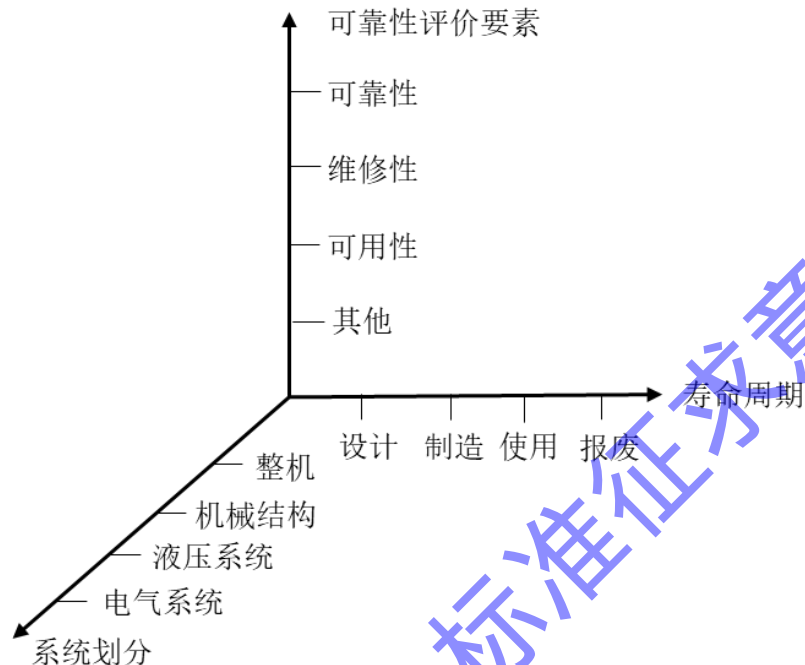 可靠性评价要素
可靠性
维修性
可用性
其他
寿命周期
设计 制造 使用 报废
整机
机械结构
液压系统
电气系统
系统划分
标准征求意